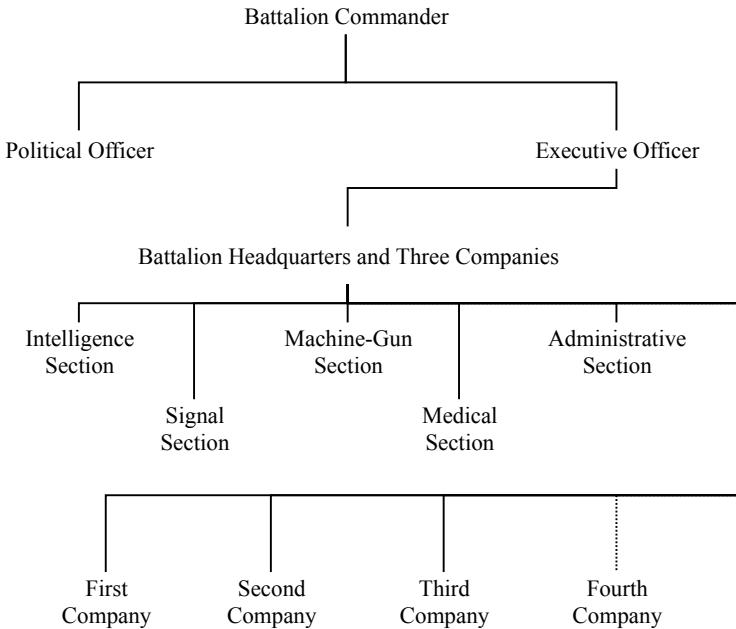 Battalion Commander
Political Officer
Executive Officer
Battalion Headquarters and Three Companies
Intelligence
Section
Machine-Gun
Section
Administrative
Section
Signal
Section
Medical
Section
First
Company
Second
Company
Third
Company
Fourth
Company